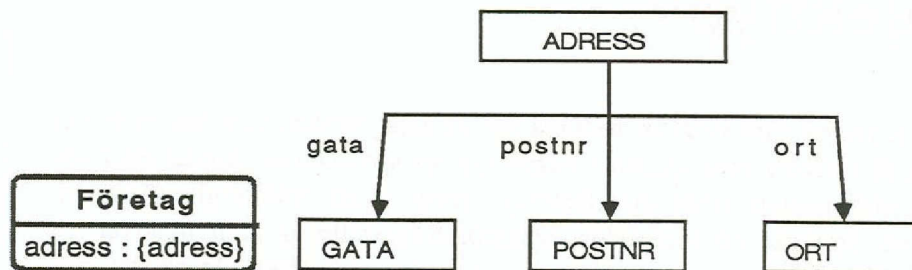 ADRESS
gata
postnr
ort
Företag
adress : {adress}
GATA
POSTNR
ORT